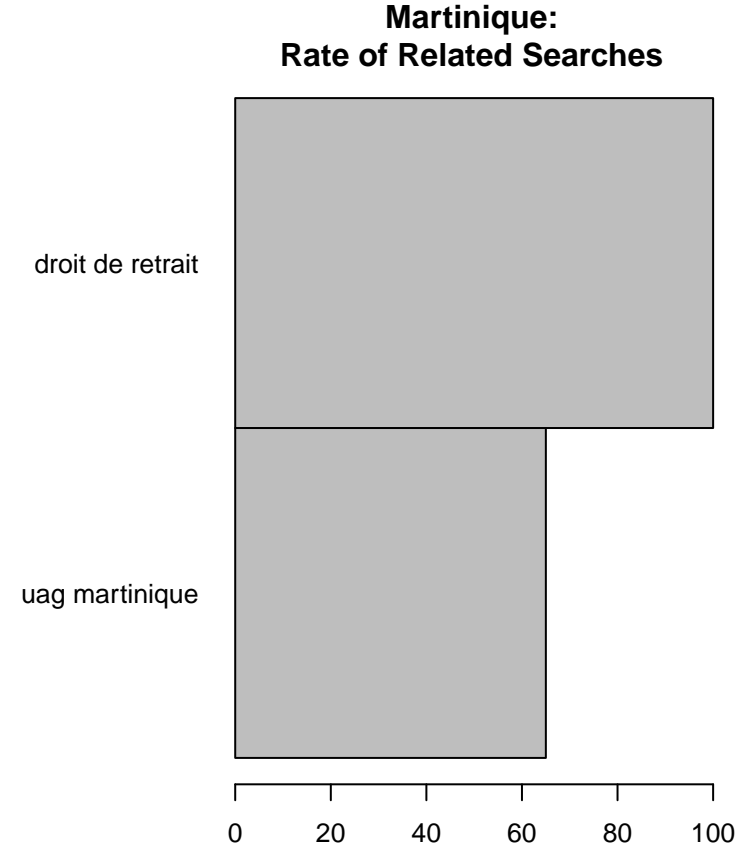 Martinique:
Rate of Related Searches
droit de retrait
uag martinique
0 20 40 60 80 100